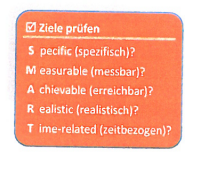 ☑ Ziele prüfen
S pecific (spezifisch)?
M easurable (messbar)?
A chievable (erreichbar)?
R ealistic (realistisch)?
T ime-related (zeitbezogen)?